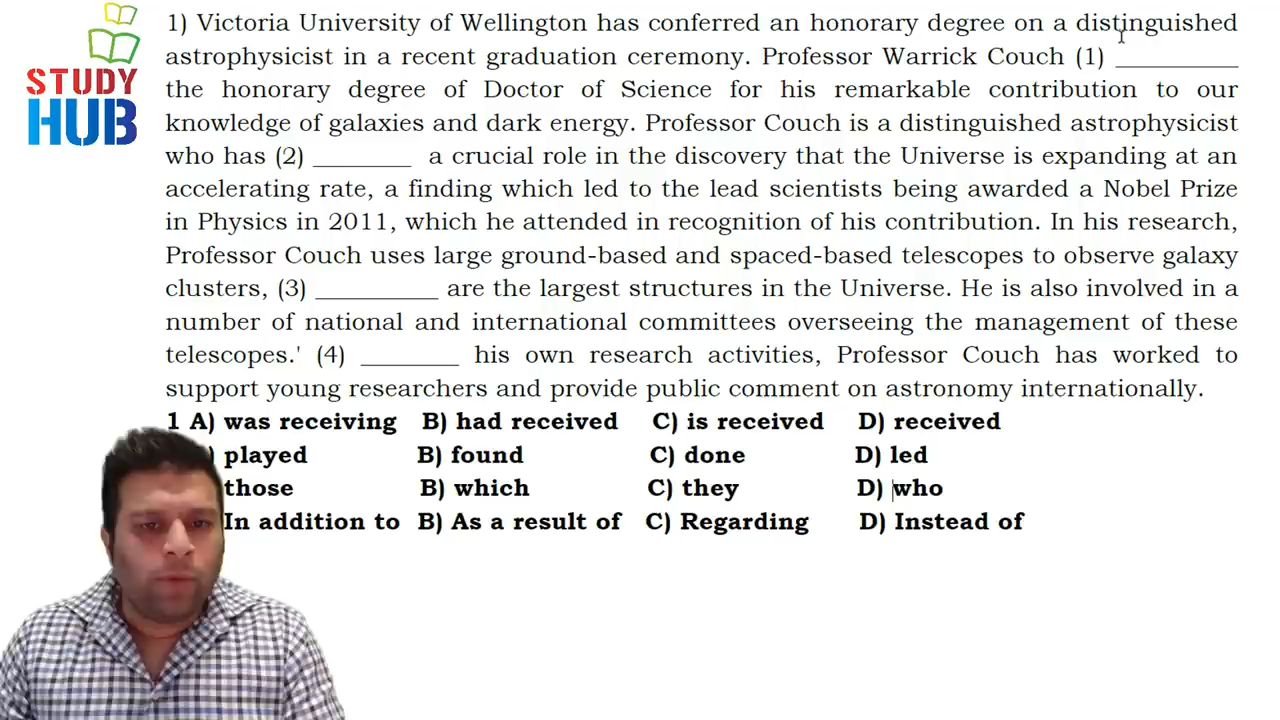 STUDY
HUB
1) Victoria University of Wellington has conferred an honorary degree on a distinguished
astrophysicist in a recent graduation ceremony. Professor Warrick Couch (1) __________
the honorary degree of Doctor of Science for his remarkable contribution to our
knowledge of galaxies and dark energy. Professor Couch is a distinguished astrophysicist
who has (2) ________ a crucial role in the discovery that the Universe is expanding at an
accelerating rate, a finding which led to the lead scientists being awarded a Nobel Prize
in Physics in 2011, which he attended in recognition of his contribution. In his research,
Professor Couch uses large ground-based and spaced-based telescopes to observe galaxy
clusters, (3) __________ are the largest structures in the Universe. He is also involved in a
number of national and international committees overseeing the management of these
telescopes.' (4) ________ his own research activities, Professor Couch has worked to
support young researchers and provide public comment on astronomy internationally.
1 A) was receiving B) had received C) is received D) received
) played B) found C) done D) led
those B) which C) they D) who
In addition to B) As a result of C) Regarding D) Instead of